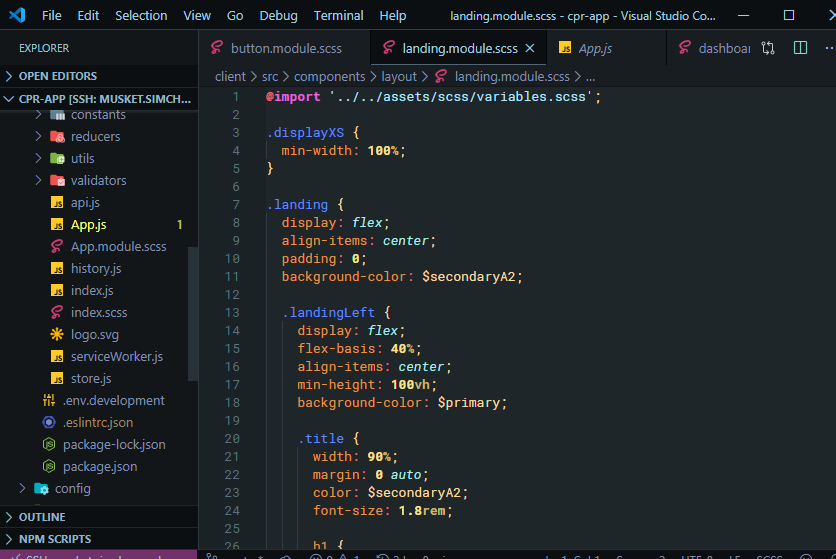 File Edit Selection View Go Debug Terminal Help landing.module.scss - cpr-app - Visual Studio Co...
EXPLORER
OPEN EDITORS
CPR-APP [SSH: MUSKET.SIMCH...
constants
reducers
utils
validators
api.js
App.js 1
App.module.scss
history.js
index.js
index.scss
logo.svg
serviceWorker.js
store.js
.env.development
.eslintrc.json
package-lock.json
package.json
config
OUTLINE
NPM SCRIPTS
button.module.scss landing.module.scss App.js
client > src > components > layout > landing.module.scss > ...
1 @import '../../assets/scss/variables.scss';
2
3 .displayXS {
4 min-width: 100%;
5 }
6
7 .landing {
8 display: flex;
9 align-items: center;
10 padding: 0;
11 background-color: $secondaryA2;
12
13 .landingLeft {
14 display: flex;
15 flex-basis: 40%;
16 align-items: center;
17 min-height: 100vh;
18 background-color: $primary;
19
20 .title {
21 width: 90%;
22 margin: 0 auto;
23 color: $secondaryA2;
24 font-size: 1.8rem;
25
26 h1 {